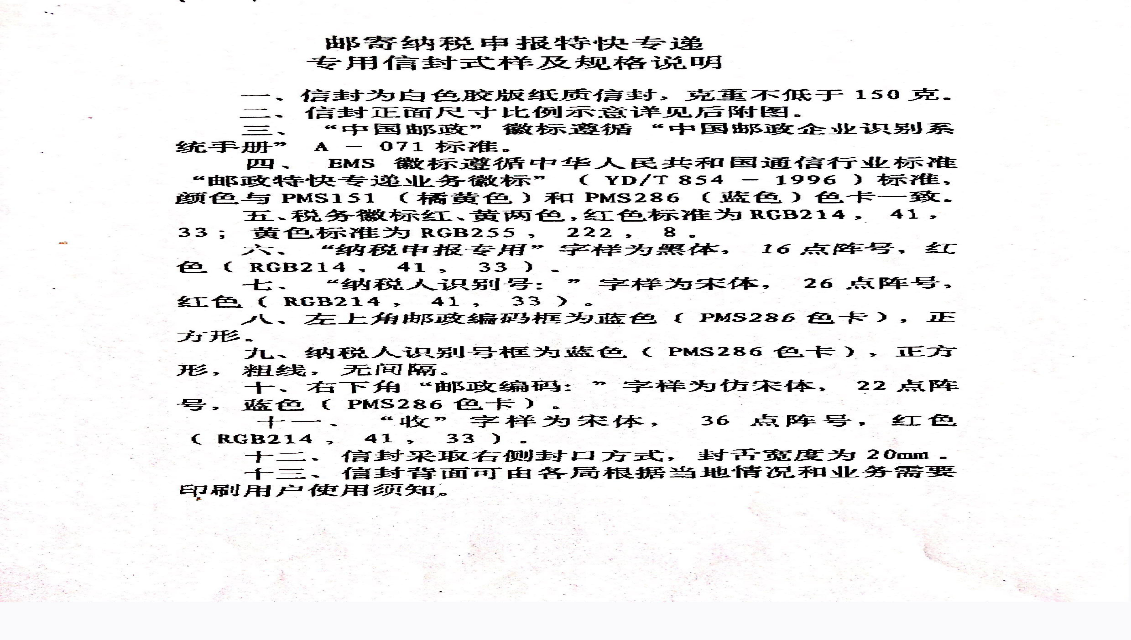 邮寄纳税申报特快专递
专用信封式样及规格说明
一、信封为白色胶版纸质信封，克重不低于150克。
二、信封正面尺寸比例示意详见后附图。
三、“中国邮政”徽标遵循“中国邮政企业识别系
统手册” A－071标准。
四、EMS 徽标遵循中华人民共和国通信行业标准
“邮政特快专递业务徽标”（YD/T 854－1996）标准，
颜色与PMS151（橘黄色）和PMS286（蓝色）色卡一致。
五、税务徽标红、黄两色，红色标准为RGB214，41，
33；黄色标准为RGB255，222，8。
六、“纳税申报专用”字样为黑体，16点阵号，红
色（RGB214，41，33）。
七、“纳税人识别号：”字样为宋体，26点阵号，
红色（RGB214，41，33）。
八、左上角邮政编码框为蓝色（PMS286色卡），正
方形。
九、纳税人识别号框为蓝色（PMS286色卡），正方
形，粗线，无间隔。
十、右下角“邮政编码：”字样为仿宋体，22点阵
号，蓝色（PMS286色卡）。
十一、“收”字样为宋体，36点阵号，红色
（RGB214，41，33）。
十二、信封采取右侧封口方式，封舌宽度为20mm．
十三、信封背面可由各局根据当地情况和业务需要
印刷用户使用须知。